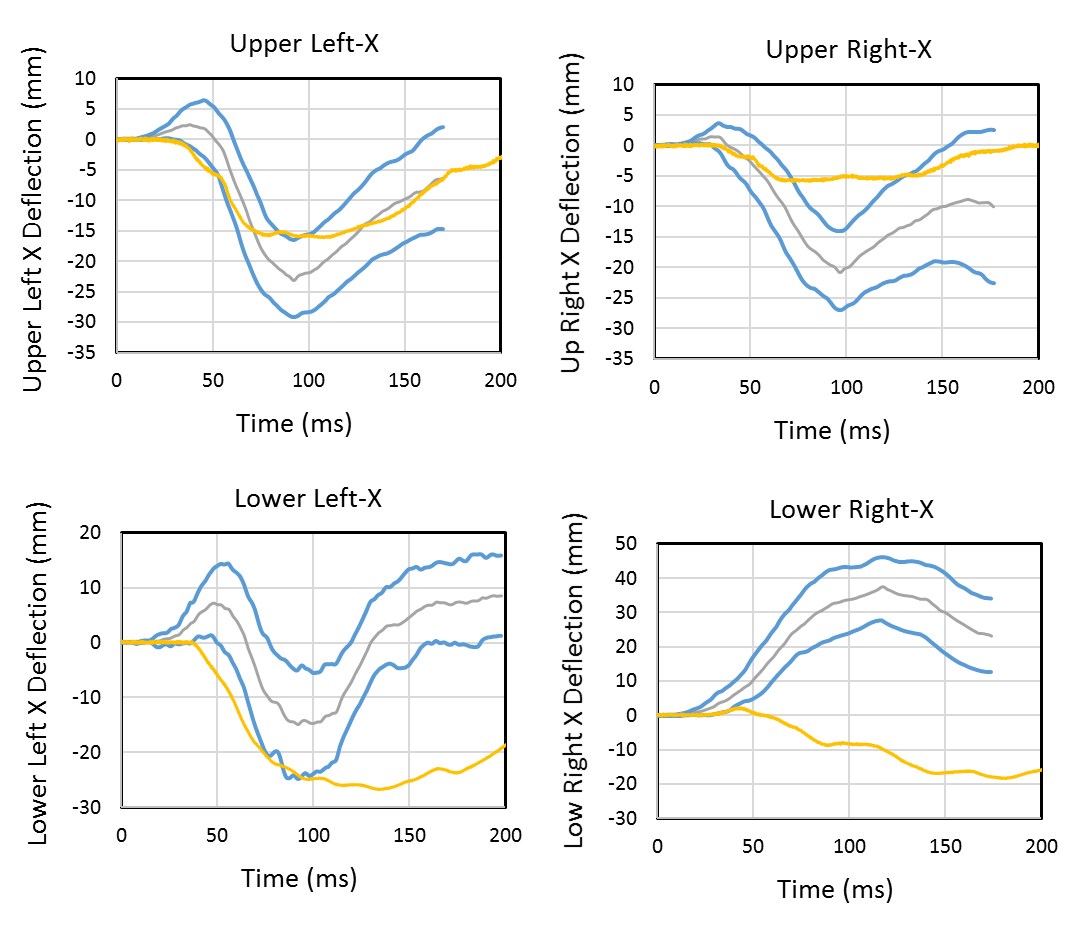 Upper Left-X
Upper Left X Deflection (mm)
10
5
0
-5
-10
-15
-20
-25
-30
-35
0 50 100 150 200
Time (ms)
Upper Right-X
Up Right X Deflection (mm)
10
5
0
-5
-10
-15
-20
-25
-30
-35
0 50 100 150 200
Time (ms)
Lower Left-X
Lower Left X Deflection (mm)
20
10
0
-10
-20
-30
0 50 100 150 200
Time (ms)
Lower Right-X
Low Right X Deflection (mm)
50
40
30
20
10
0
-10
-20
-30
0 50 100 150 200
Time (ms)